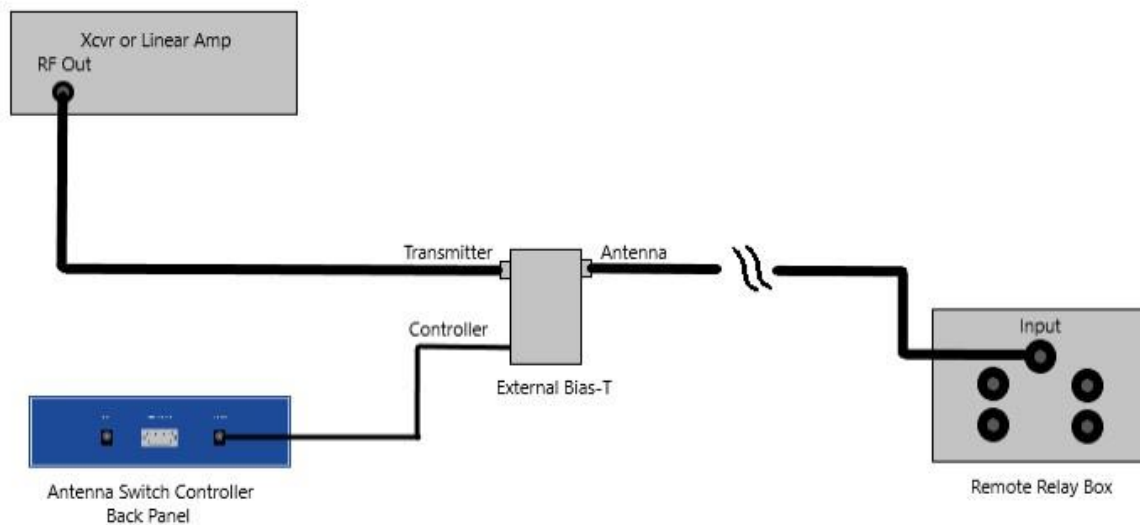 Xcvr or Linear Amp
RF Out
Transmitter
Antenna
Controller
External Bias-T
Input
Remote Relay Box
Antenna Switch Controller
Back Panel